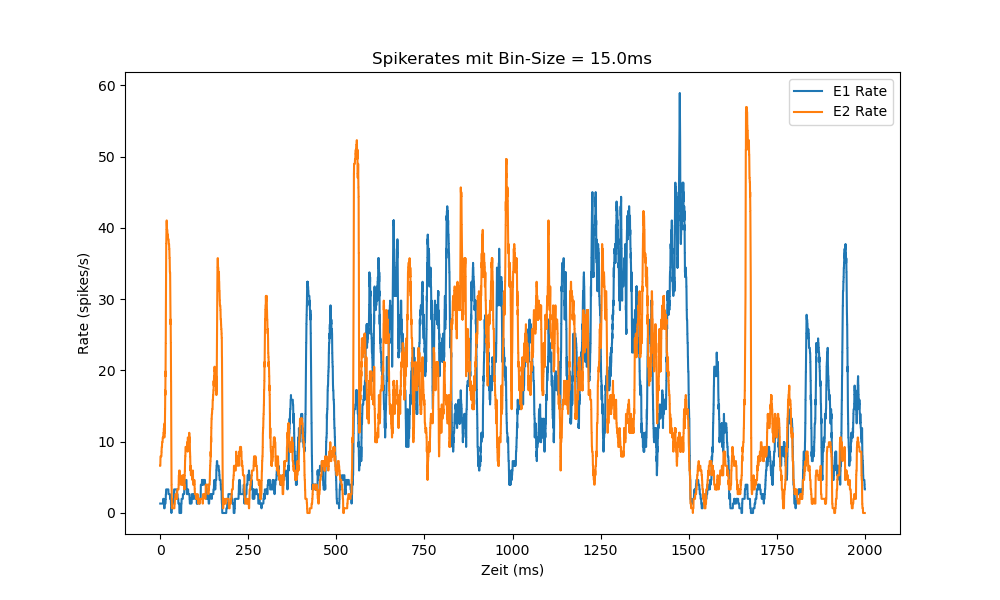 Spikerates mit Bin-Size = 15.0ms
E1 Rate
E2 Rate
Rate (spikes/s)
60
50
40
30
20
10
0
0 250 500 750 1000 1250 1500 1750 2000
Zeit (ms)